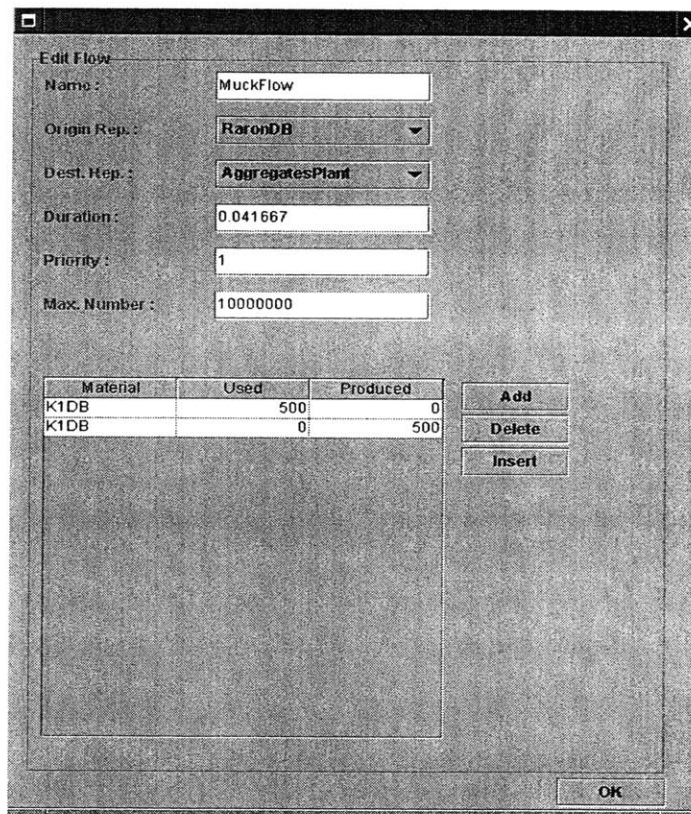 Edit Flow
Name : MuckFlow
Origin Rep. : RaronDB
Dest. Rep. : AggregatesPlant
Duration : 0.041667
Priority : 1
Max. Number : 10000000
Material Used Produced
K1DB 500 0
K1DB 0 500
Add
Delete
Insert
OK